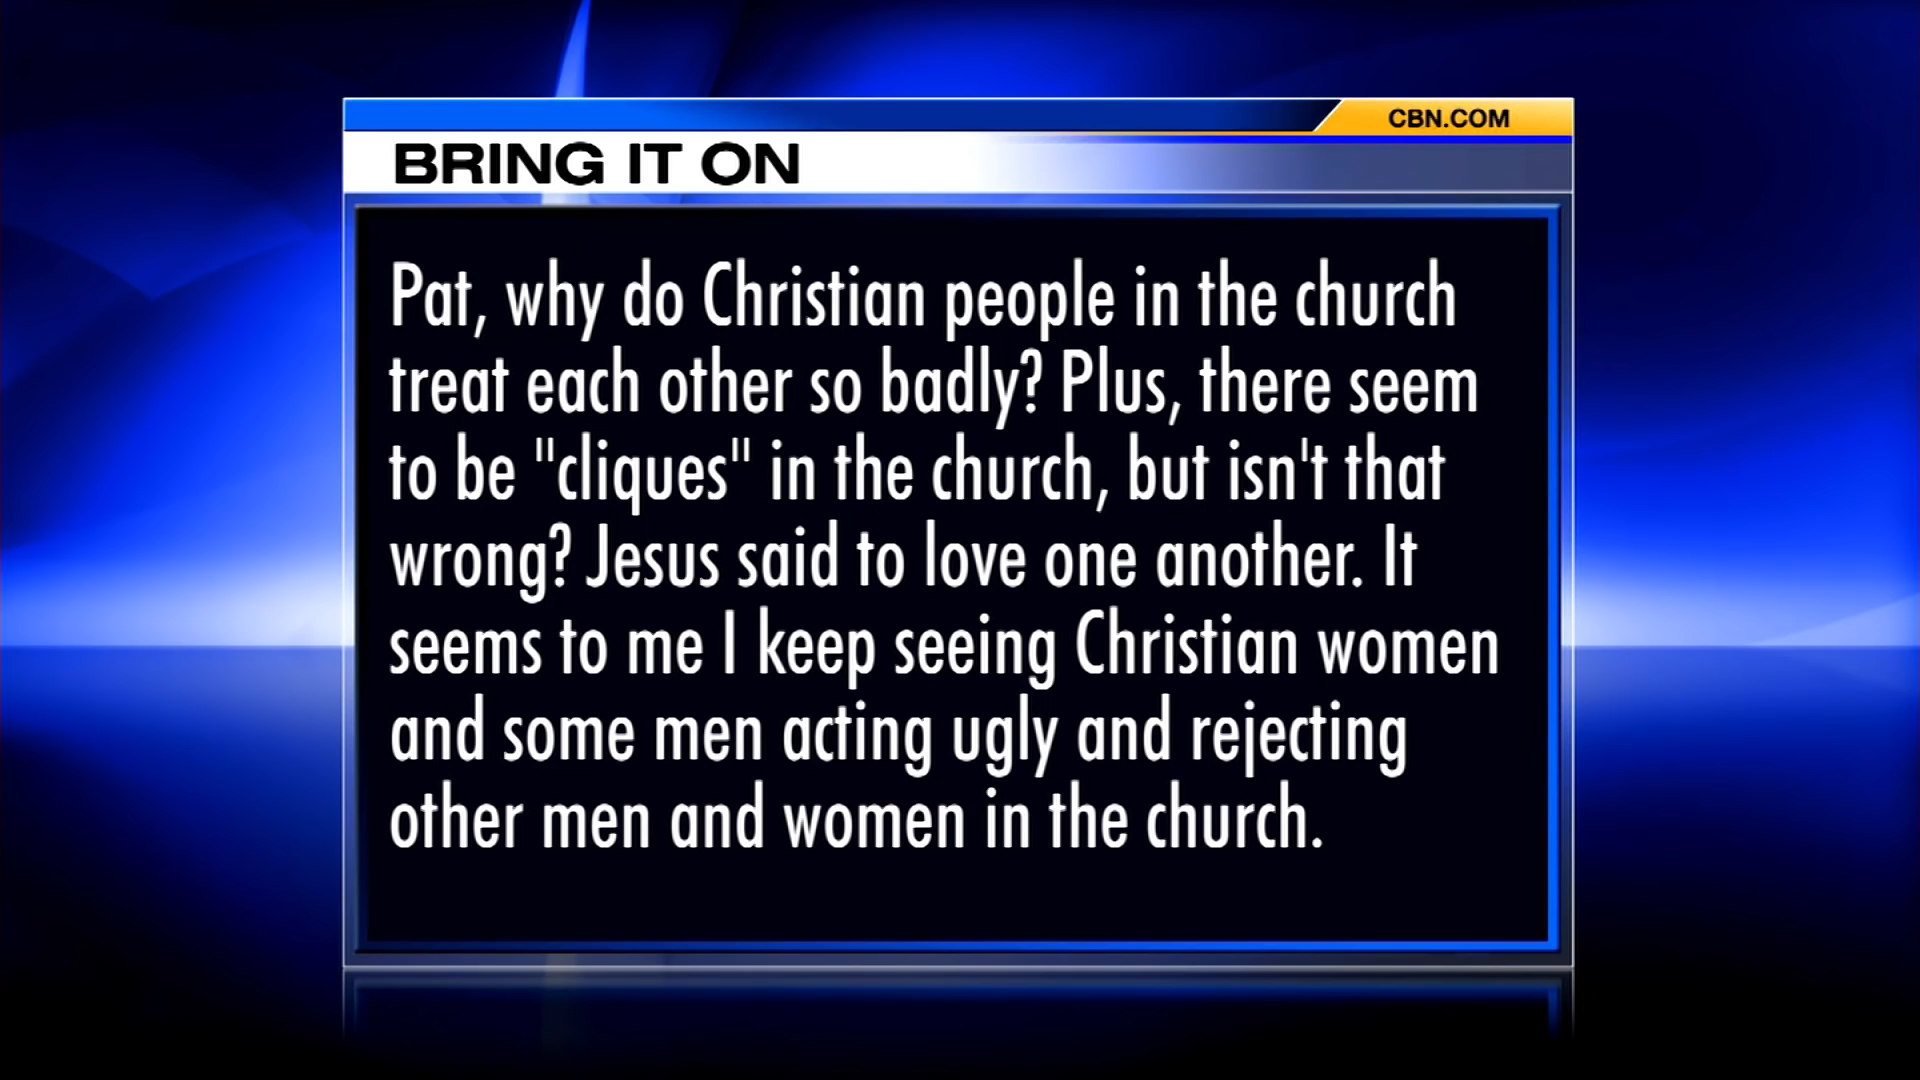 CBN.COM
BRING IT ON
Pat, why do Christian people in the church
treat each other so badly? Plus, there seem
to be "cliques" in the church, but isn't that
wrong? Jesus said to love one another. It
seems to me I keep seeing Christian women
and some men acting ugly and rejecting
other men and women in the church.